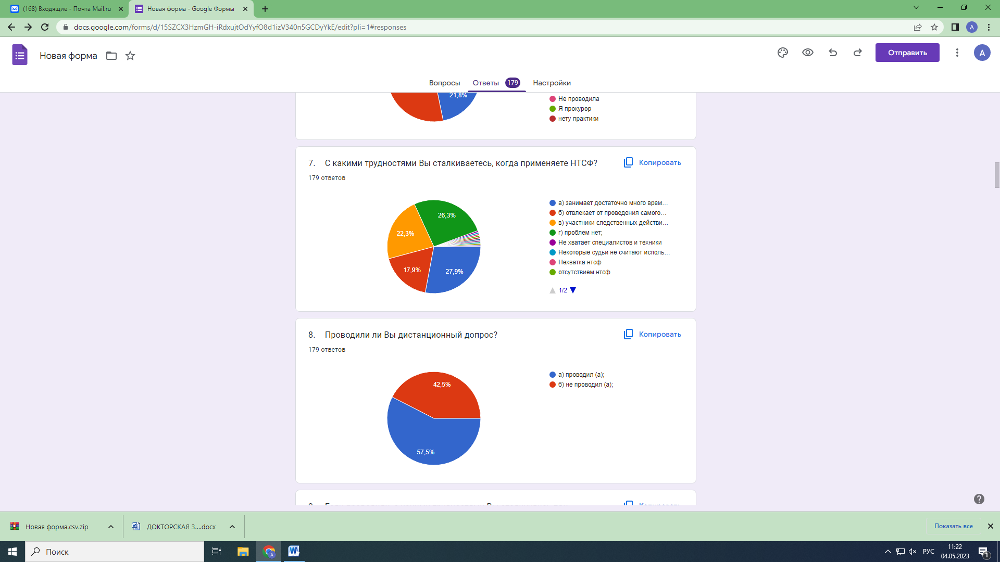 (168) Входящие - Почта Mail.ru
Новая форма - Google Формы
docs.google.com/forms/d/15SZCX3HzmGH-iRdxujtOdYyfO8d1izV340n5GCDyYkE/edit?pli=1#responses
A
Новая форма
Отправить
A
Вопросы
Ответы 179
Настройки
21,8%
Не проводила
Я прокурор
нету практики
7. С какими трудностями Вы сталкиваетесь, когда применяете НТСФ?
Копировать
179 ответов
26,3%
22,3%
17,9%
27,9%
а) занимает достаточно много врем…
б) отвлекает от проведения самого…
в) участники следственных действи…
г) проблем нет;
Не хватает специалистов и техники
Некоторые судьи не считают исполь…
Нехватка нтсф
отсутствием нтсф
1/2
8. Проводили ли Вы дистанционный допрос?
Копировать
179 ответов
42,5%
57,5%
а) проводил (а);
б) не проводил (а);
Новая форма.csv.zip
ДОКТОРСКАЯ 3....docx
Показать все
Поиск
РУС
11:22
04.05.2023
1